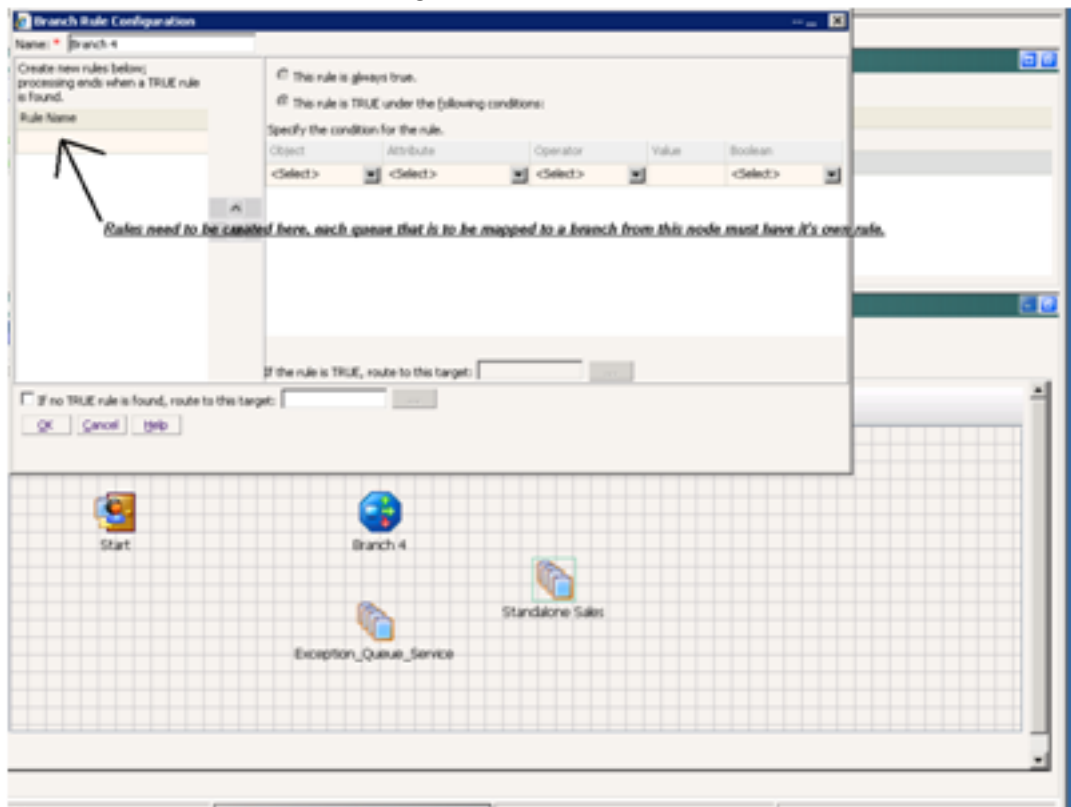 Branch Rule Configuration
Name: * Branch 4
Create new rules below;
processing ends when a TRUE rule
is found.
Rule Name
This rule is always true.
This rule is TRUE under the following conditions:
Specify the condition for the rule.
Object Attribute Operator Value Boolean
<Select> <Select> <Select> <Select>
Rules need to be created here, each queue that is to be mapped to a branch from this node must have it's own rule.
If the rule is TRUE, route to this target: ...
If no TRUE rule is found, route to this target: ...
OK Cancel Help
Start
Branch 4
Standalone Sales
Exception_Queue_Service